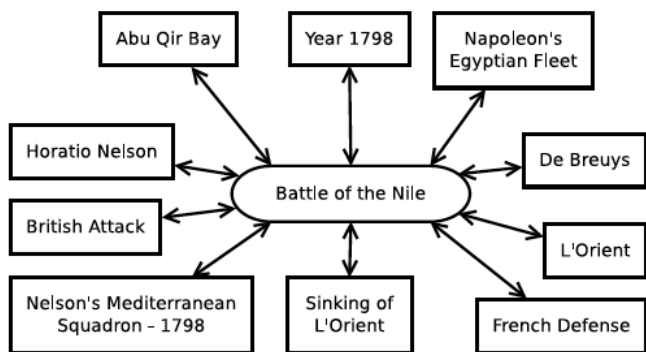 Abu Qir Bay
Year 1798
Napoleon's
Egyptian Fleet
Horatio Nelson
De Breuys
Battle of the Nile
British Attack
L'Orient
Nelson's Mediterranean
Squadron – 1798
Sinking of
L'Orient
French Defense